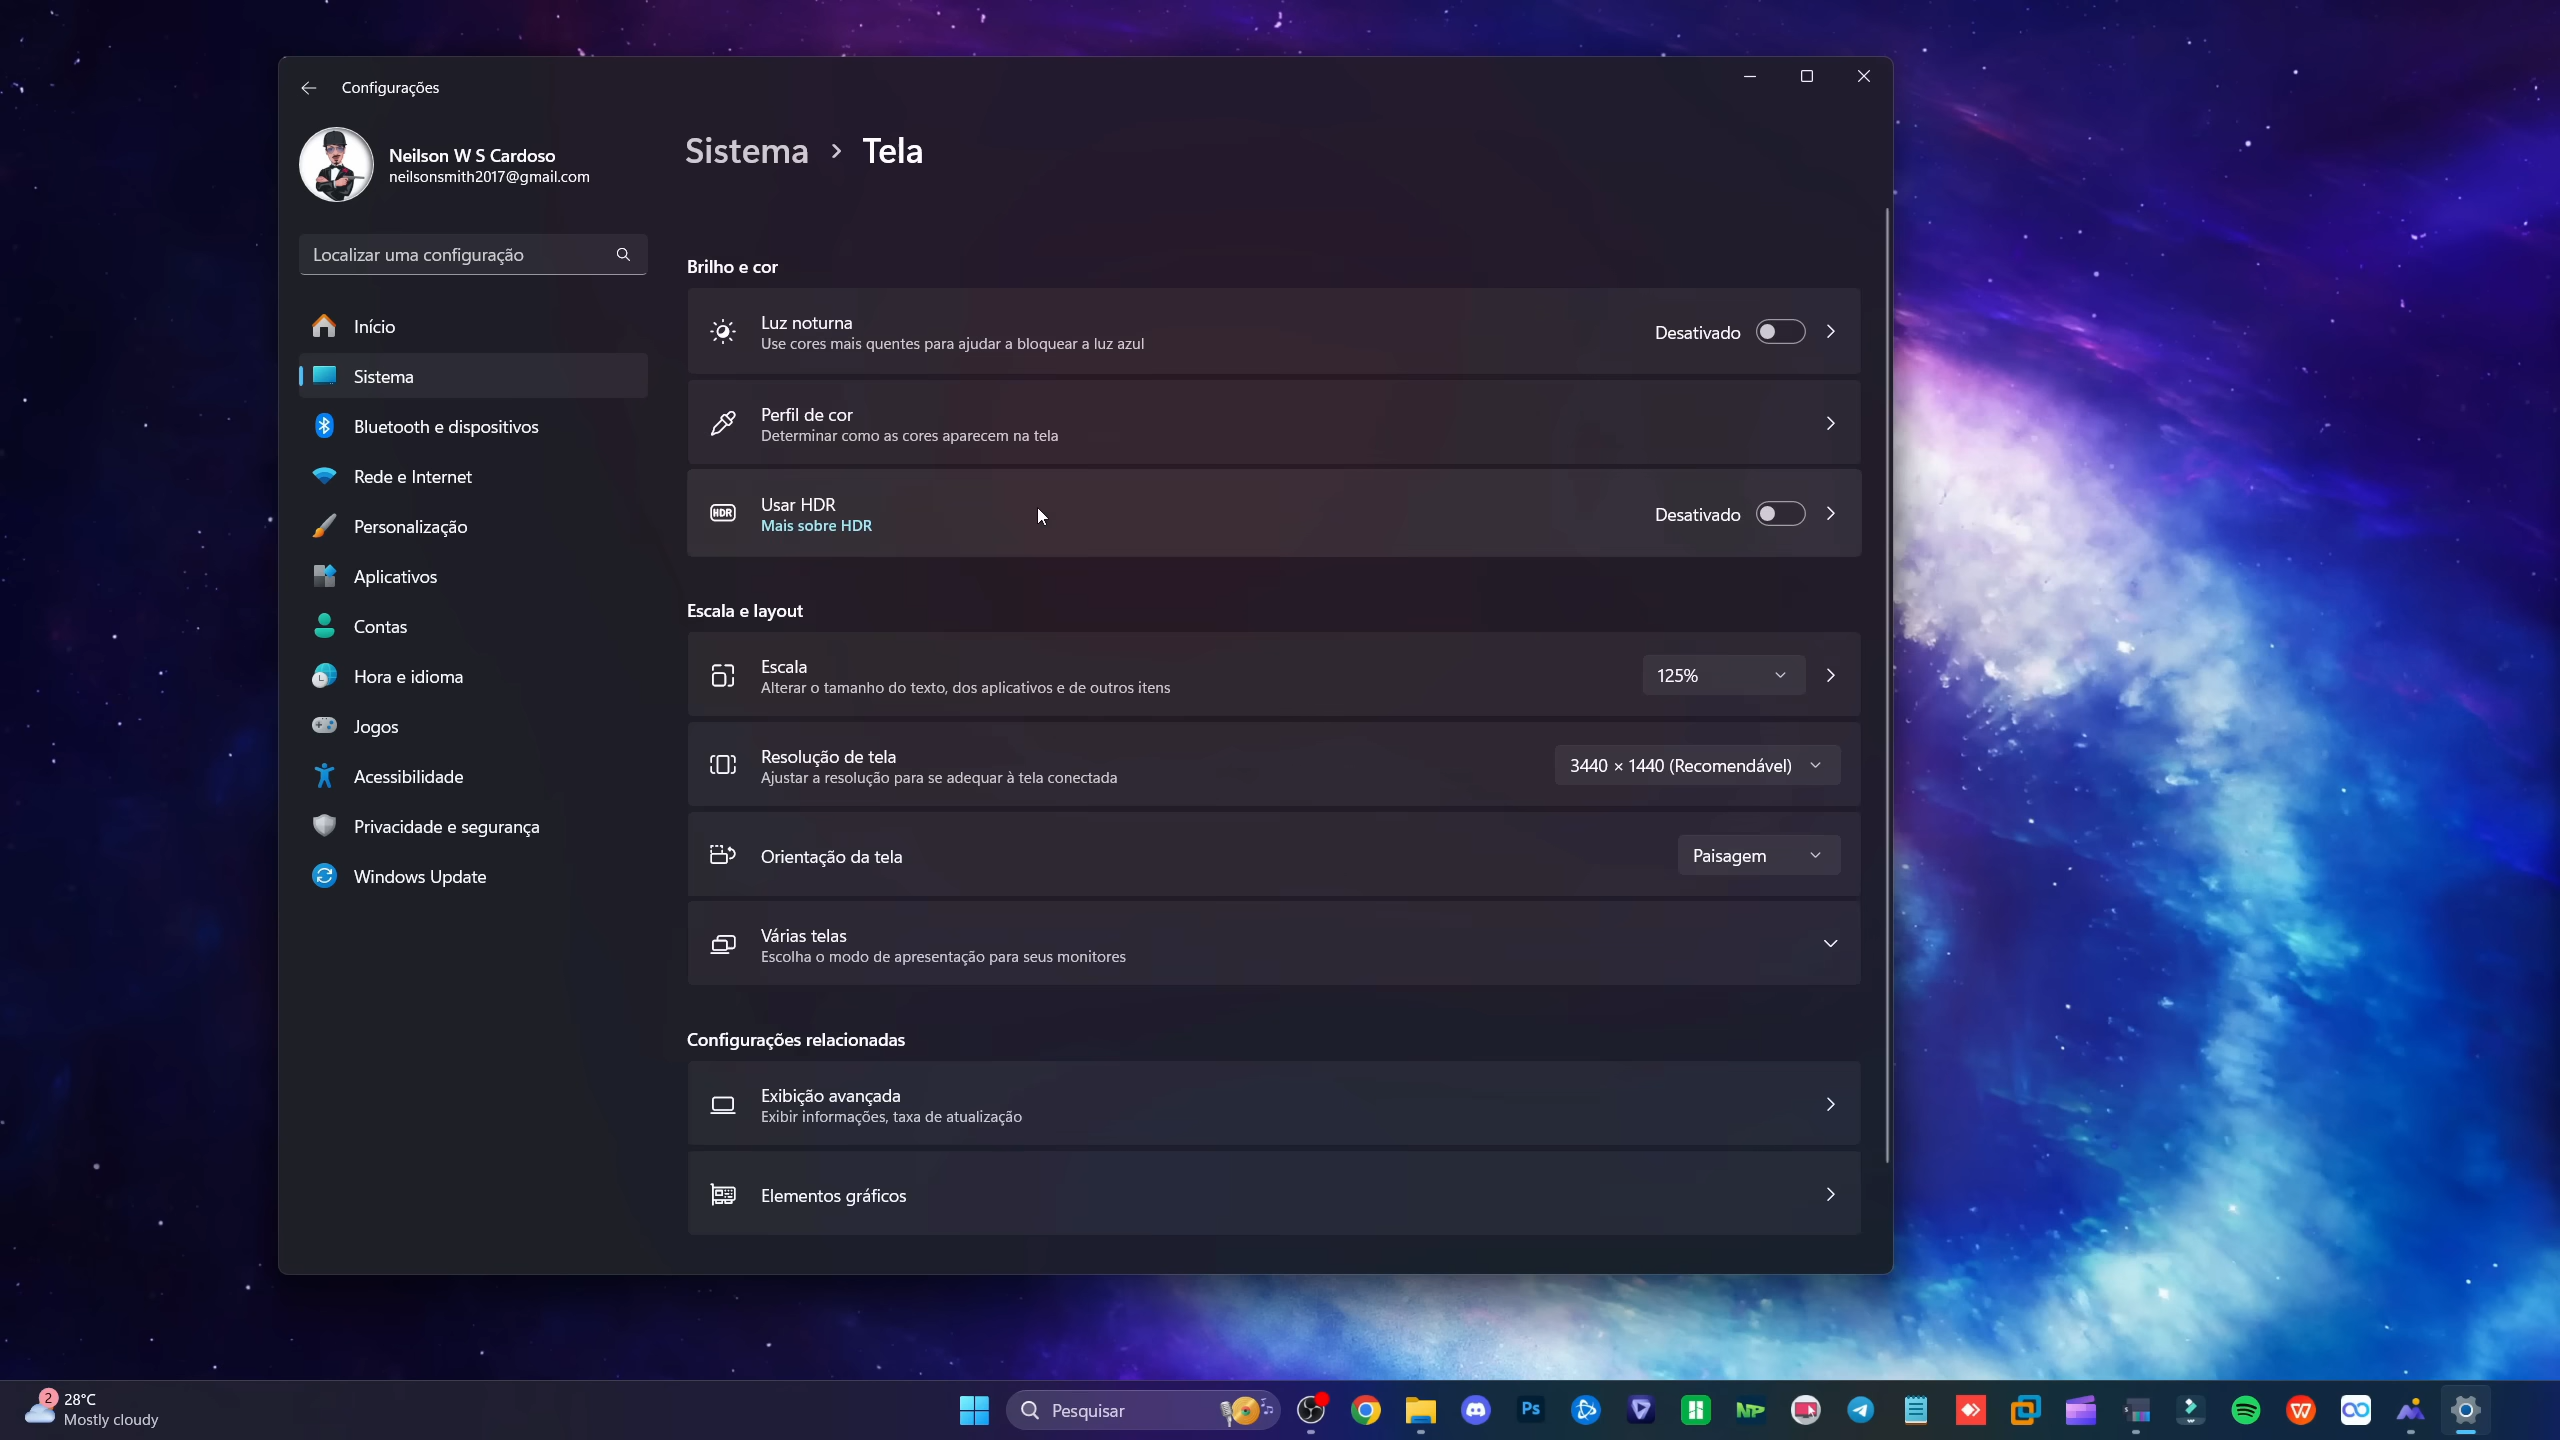 Configurações
Neilson W S Cardoso
neilsonsmith2017@gmail.com
Localizar uma configuração
Início
Sistema
Bluetooth e dispositivos
Rede e Internet
Personalização
Aplicativos
Contas
Hora e idioma
Jogos
Acessibilidade
Privacidade e segurança
Windows Update
Sistema > Tela
Brilho e cor
Luz noturna
Use cores mais quentes para ajudar a bloquear a luz azul
Desativado
Perfil de cor
Determinar como as cores aparecem na tela
HDR
Usar HDR
Mais sobre HDR
Desativado
Escala e layout
Escala
Alterar o tamanho do texto, dos aplicativos e de outros itens
125%
Resolução de tela
Ajustar a resolução para se adequar à tela conectada
3440 × 1440 (Recomendável)
Orientação da tela
Paisagem
Várias telas
Escolha o modo de apresentação para seus monitores
Configurações relacionadas
Exibição avançada
Exibir informações, taxa de atualização
Elementos gráficos
2
28°C
Mostly cloudy
Pesquisar
Ps
NP
W